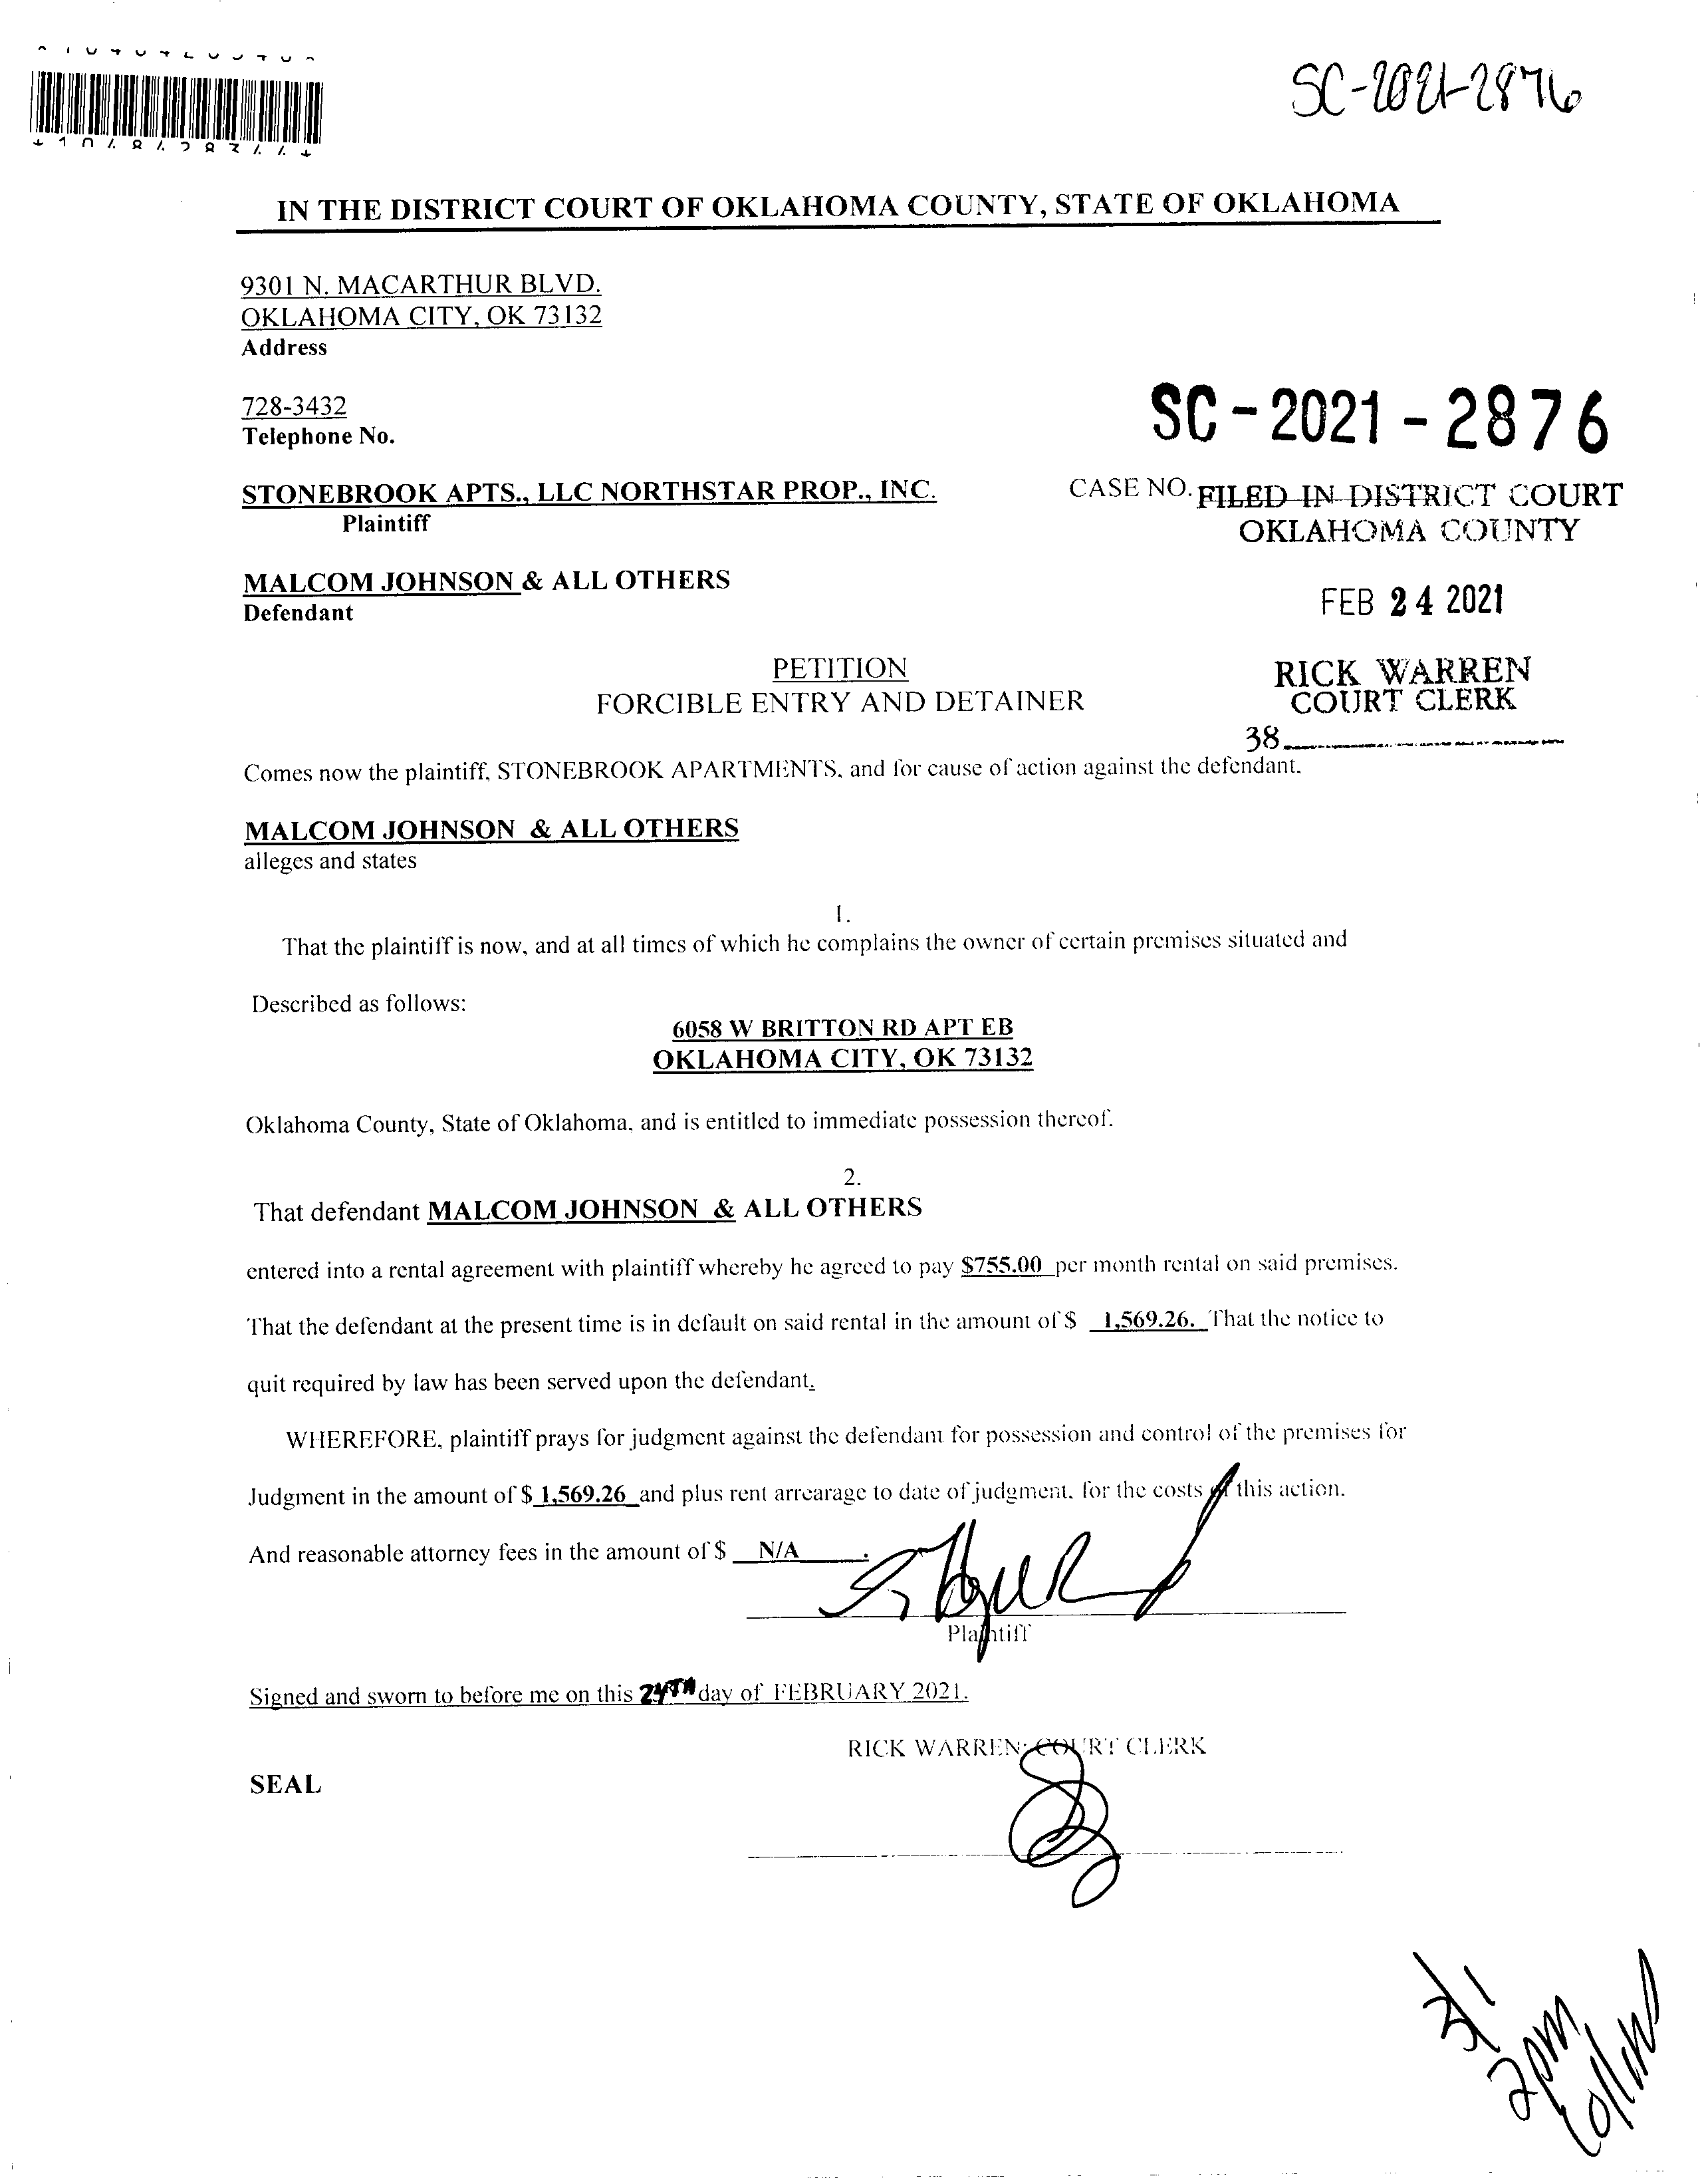 SC-2021-2876
IN THE DISTRICT COURT OF OKLAHOMA COUNTY, STATE OF OKLAHOMA
9301 N. MACARTHUR BLVD.
OKLAHOMA CITY, OK 73132
Address
728-3432
Telephone No.
SC - 2021 - 2876
STONEBROOK APTS., LLC NORTHSTAR PROP., INC.
Plaintiff
CASE NO. FILED IN DISTRICT COURT
OKLAHOMA COUNTY
MALCOM JOHNSON & ALL OTHERS
Defendant
FEB 24 2021
PETITION
FORCIBLE ENTRY AND DETAINER
RICK WARREN
COURT CLERK
38
Comes now the plaintiff, STONEBROOK APARTMENTS, and for cause of action against the defendant.
MALCOM JOHNSON & ALL OTHERS
alleges and states
1.
That the plaintiff is now, and at all times of which he complains the owner of certain premises situated and
Described as follows:
6058 W BRITTON RD APT EB
OKLAHOMA CITY, OK 73132
Oklahoma County, State of Oklahoma, and is entitled to immediate possession thereof.
2.
That defendant MALCOM JOHNSON & ALL OTHERS
entered into a rental agreement with plaintiff whereby he agreed to pay $755.00 per month rental on said premises.
That the defendant at the present time is in default on said rental in the amount of $ 1,569.26. That the notice to
quit required by law has been served upon the defendant.
WHEREFORE, plaintiff prays for judgment against the defendant for possession and control of the premises for
Judgment in the amount of $ 1,569.26 and plus rent arrearage to date of judgment, for the costs of this action.
And reasonable attorney fees in the amount of $ N/A .
Plaintiff
Signed and sworn to before me on this 24TH day of FEBRUARY 2021.
RICK WARREN, COURT CLERK
SEAL
2pm